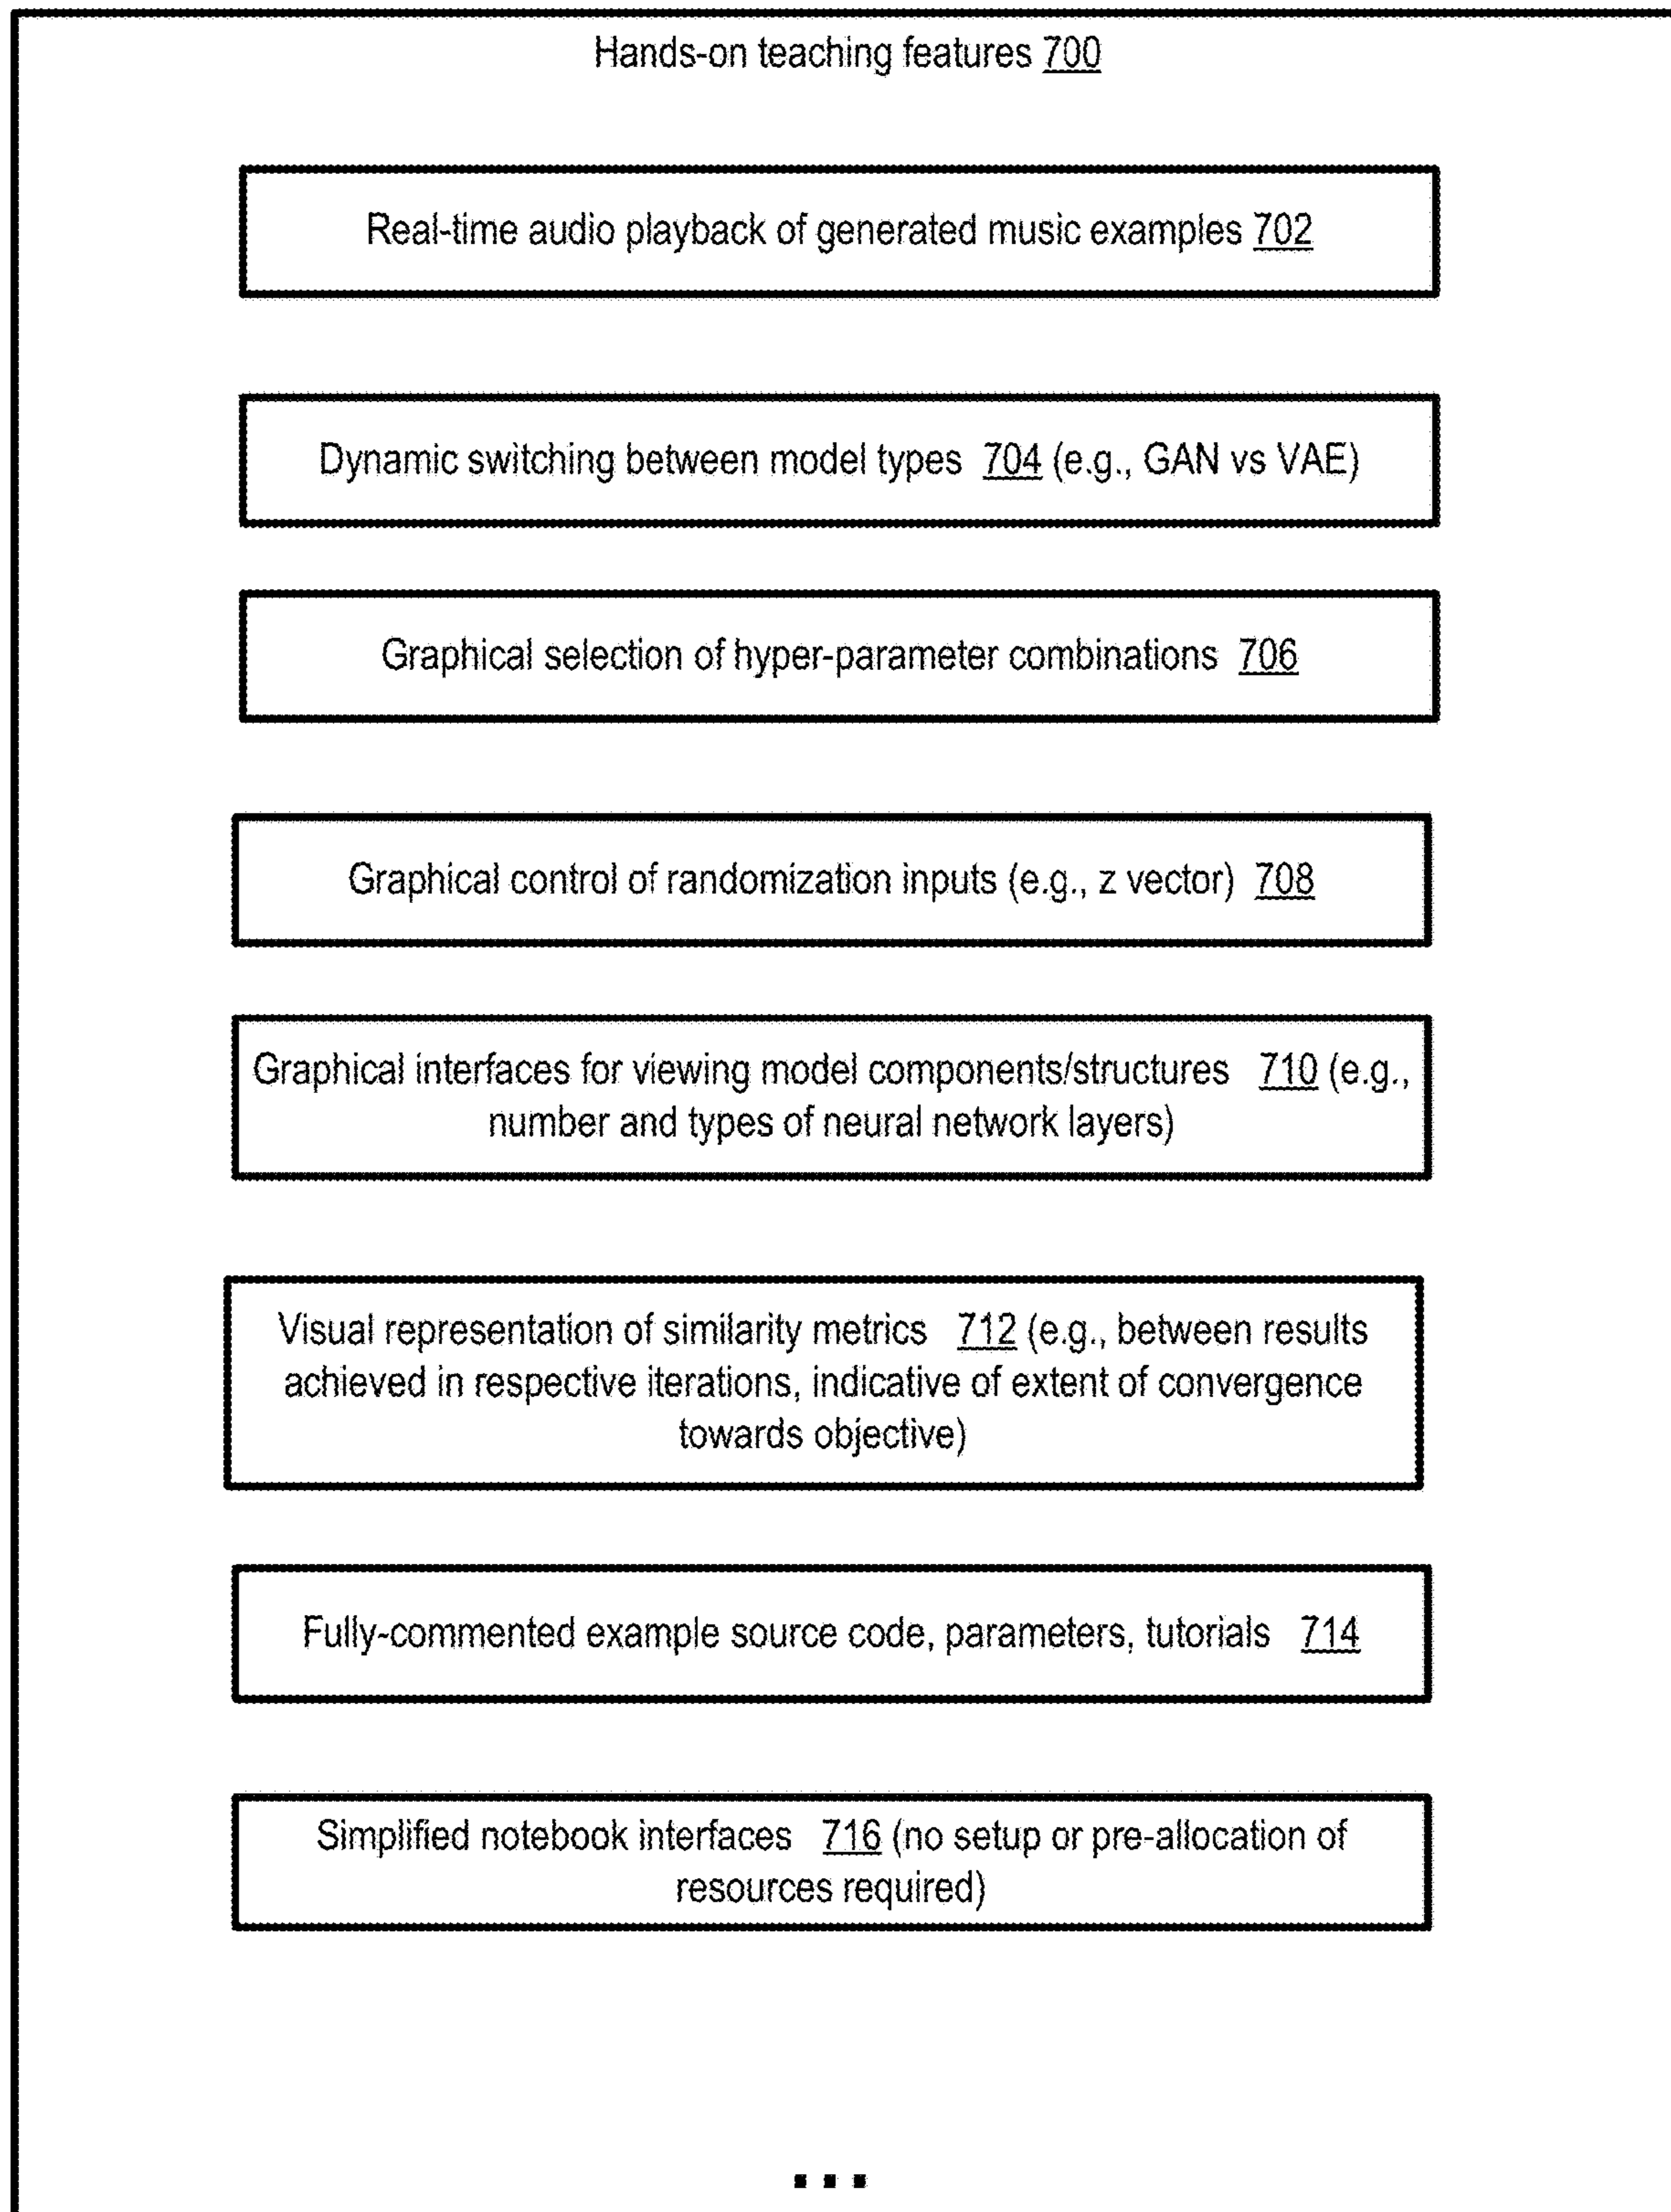 Hands-on teaching features 700
Real-time audio playback of generated music examples 702
Dynamic switching between model types 704 (e.g., GAN vs VAE)
Graphical selection of hyper-parameter combinations 706
Graphical control of randomization inputs (e.g., z vector) 708
Graphical interfaces for viewing model components/structures 710 (e.g.,
number and types of neural network layers)
Visual representation of similarity metrics 712 (e.g., between results
achieved in respective iterations, indicative of extent of convergence
towards objective)
Fully-commented example source code, parameters, tutorials 714
Simplified notebook interfaces 716 (no setup or pre-allocation of
resources required)
...